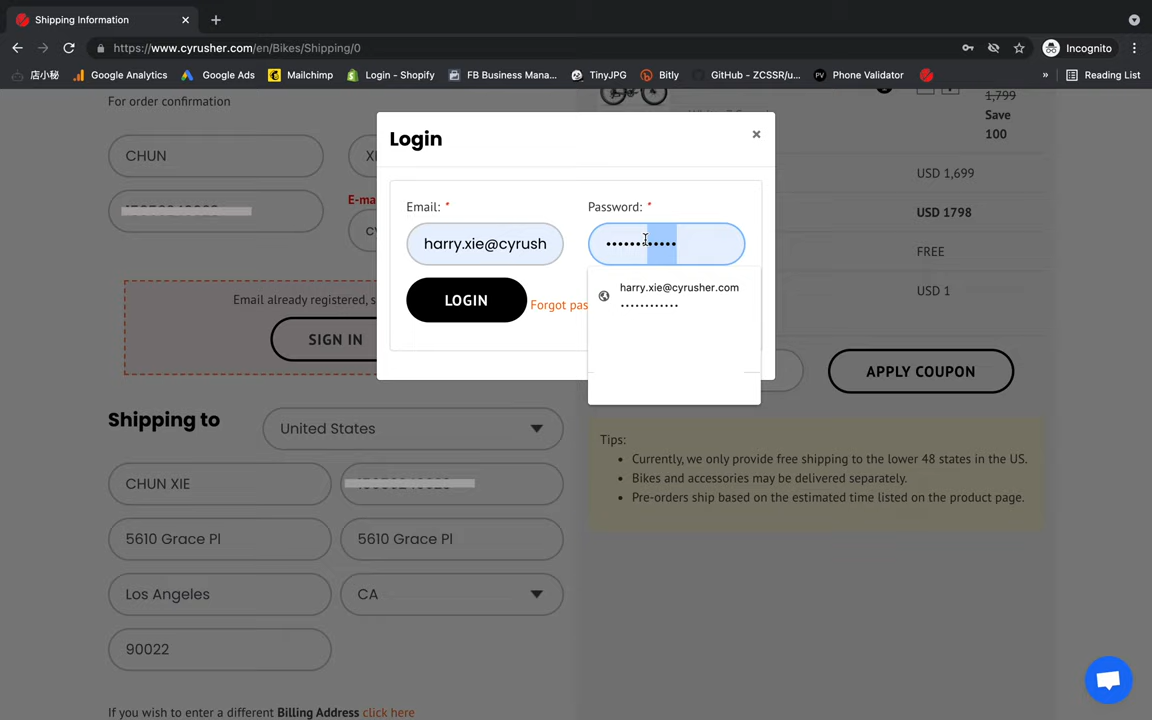 Shipping Information
https://www.cyrusher.com/en/Bikes/Shipping/0
Incognito
店小秘
Google Analytics
Google Ads
Mailchimp
Login - Shopify
FB Business Mana...
TinyJPG
Bitly
GitHub - ZCSSR/u...
PV
Phone Validator
»
Reading List
For order confirmation
1,799
Save
100
CHUN
XI
E-ma
cy
Login
×
Email: *
Password: *
harry.xie@cyrush
••••••••••••
harry.xie@cyrusher.com
••••••••••••
LOGIN
Forgot pas
Email already registered, s
SIGN IN
USD 1,699
USD 1798
FREE
USD 1
APPLY COUPON
Shipping to
United States
CHUN XIE
5610 Grace Pl
5610 Grace Pl
Los Angeles
CA
90022
Tips:
• Currently, we only provide free shipping to the lower 48 states in the US.
• Bikes and accessories may be delivered separately.
• Pre-orders ship based on the estimated time listed on the product page.
If you wish to enter a different Billing Address click here